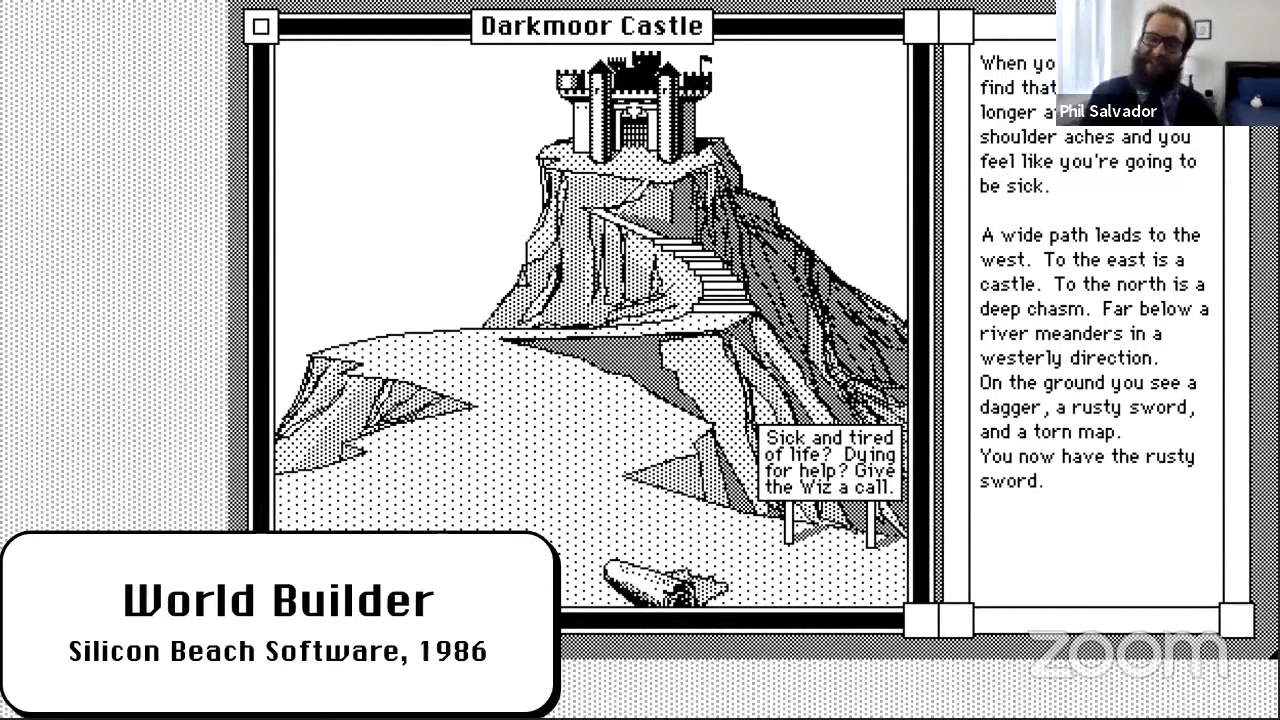 Darkmoor Castle
When yo
find that
longer a
shoulder aches and you
feel like you're going to
be sick.
A wide path leads to the
west. To the east is a
castle. To the north is a
deep chasm. Far below a
river meanders in a
westerly direction.
On the ground you see a
dagger, a rusty sword,
and a torn map.
You now have the rusty
sword.
Phil Salvador
Sick and tired
of life? Dying
for help? Give
the Wiz a call.
World Builder
Silicon Beach Software, 1986
zoom